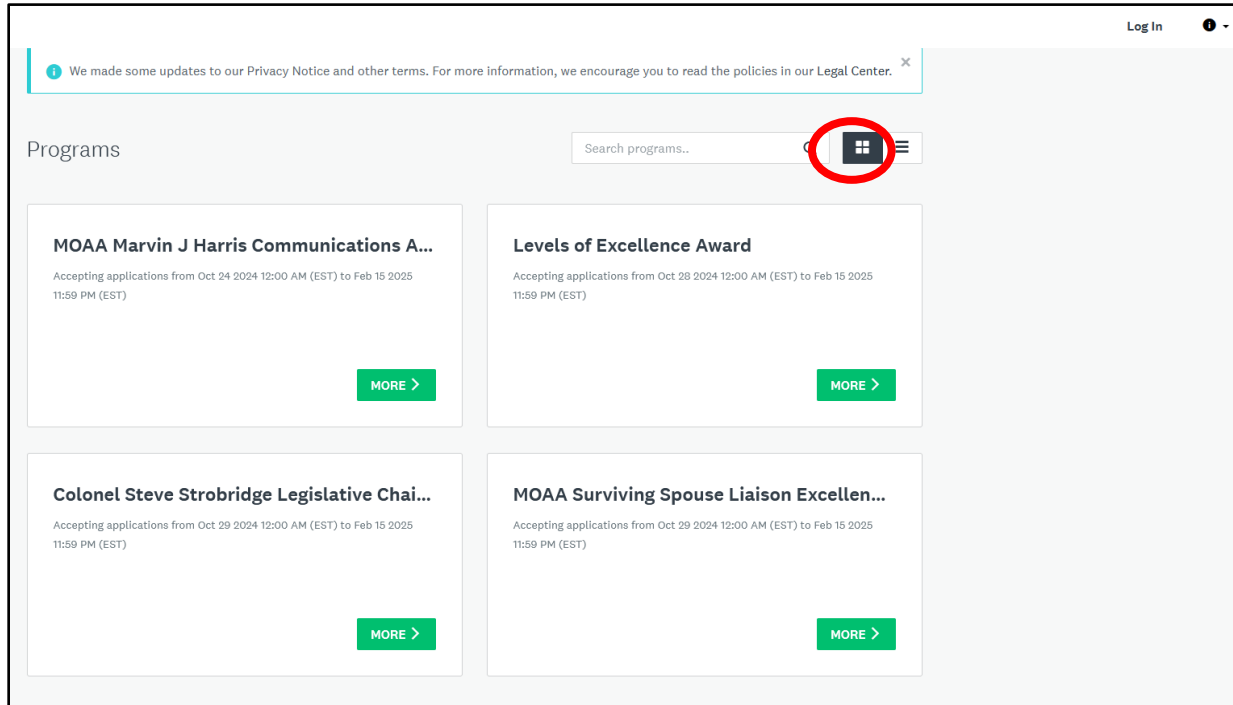 Log In
We made some updates to our Privacy Notice and other terms. For more information, we encourage you to read the policies in our Legal Center.
Programs
Search programs..
MOAA Marvin J Harris Communications A...
Accepting applications from Oct 24 2024 12:00 AM (EST) to Feb 15 2025
11:59 PM (EST)
MORE
Levels of Excellence Award
Accepting applications from Oct 28 2024 12:00 AM (EST) to Feb 15 2025
11:59 PM (EST)
MORE
Colonel Steve Strobridge Legislative Chai...
Accepting applications from Oct 29 2024 12:00 AM (EST) to Feb 15 2025
11:59 PM (EST)
MORE
MOAA Surviving Spouse Liaison Excellen...
Accepting applications from Oct 29 2024 12:00 AM (EST) to Feb 15 2025
11:59 PM (EST)
MORE